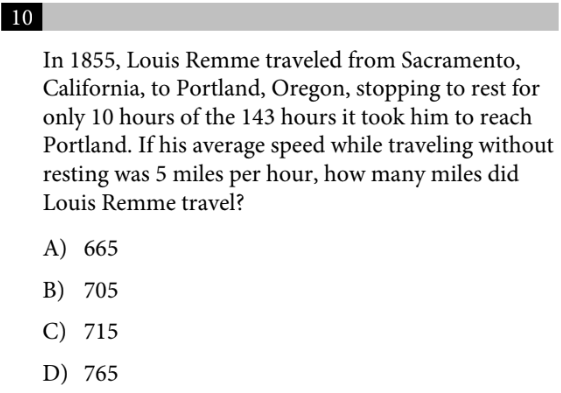 10
In 1855, Louis Remme traveled from Sacramento,
California, to Portland, Oregon, stopping to rest for
only 10 hours of the 143 hours it took him to reach
Portland. If his average speed while traveling without
resting was 5 miles per hour, how many miles did
Louis Remme travel?
A) 665
B) 705
C) 715
D) 765